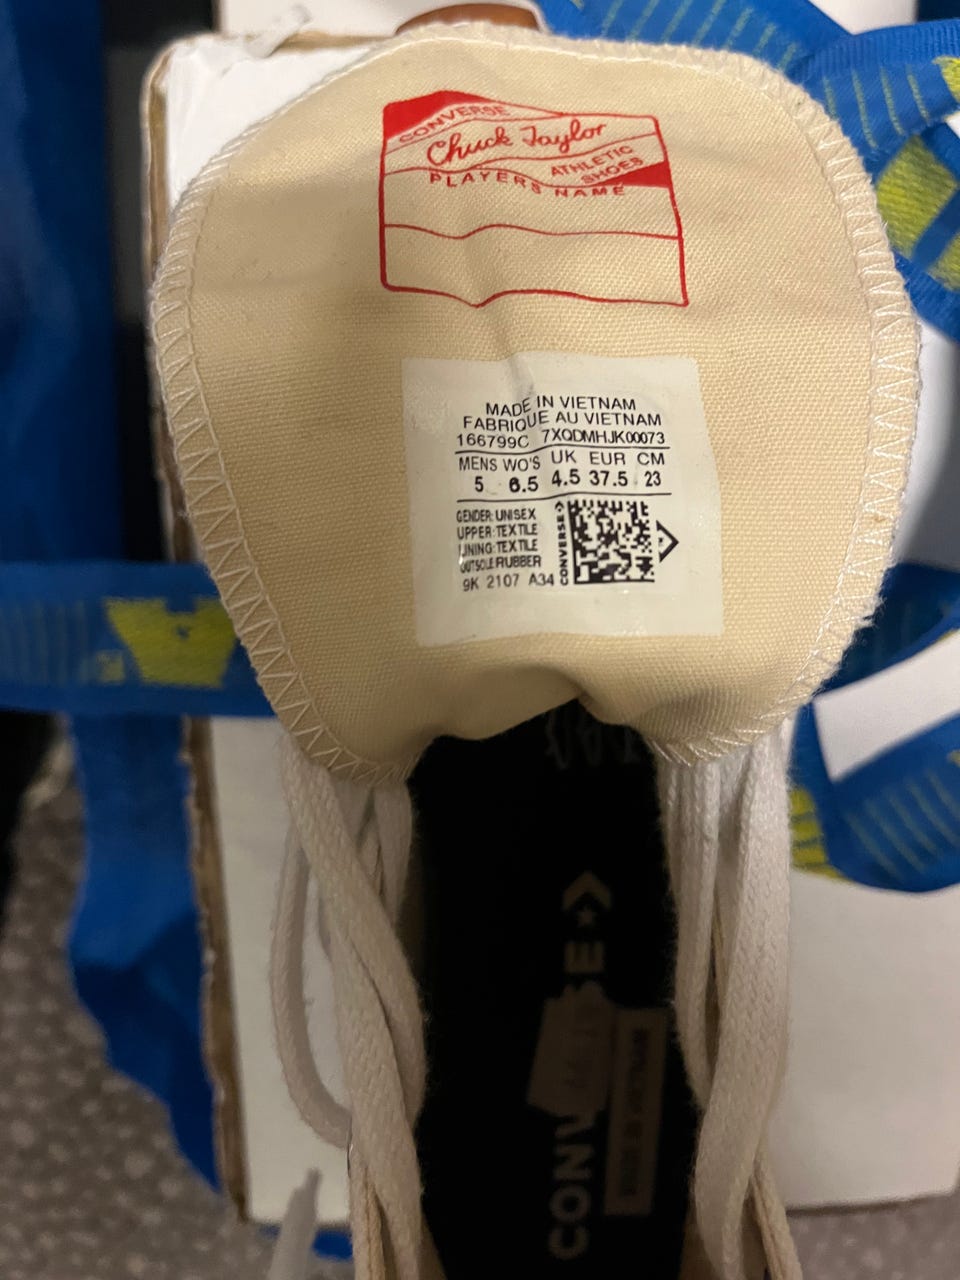 CONVERSE
Chuck Taylor
ATHLETIC
SHOES
PLAYERS NAME
MADE IN VIETNAM
FABRIQUE AU VIETNAM
166799C 7XQDMHJK00073
MENS WO'S UK EUR CM
5 6.5 4.5 37.5 23
GENDER: UNISEX
UPPER: TEXTILE
LINING: TEXTILE
OUTSOLE: RUBBER
CONVERSE
9K 2107 A34
CONVERSE